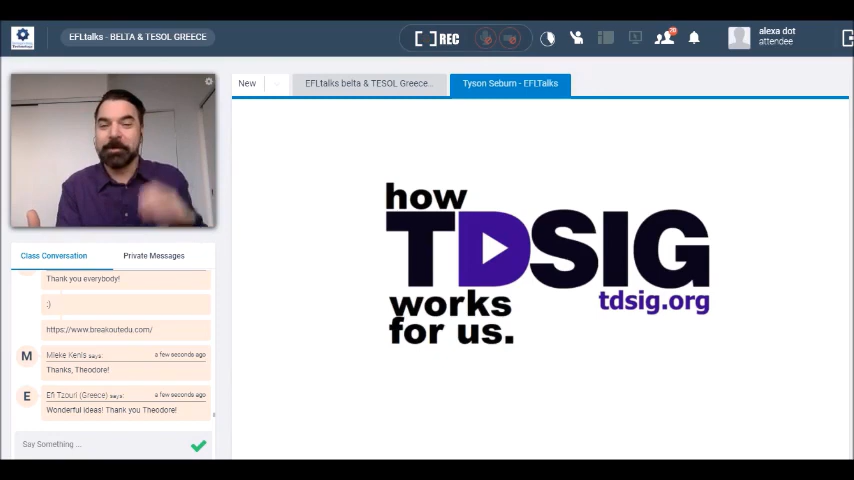 EFLtalks - BELTA & TESOL GREECE
[ ] REC
alexa dot
attendee
New
EFLtalks belta & TESOL Greece...
Tyson Seburn - EFLTalks
how
TDSIG
works
for us.
tdsig.org
Class Conversation
Private Messages
Thank you everybody!
:)
https://www.breakoutedu.com/
M
Mieke Kenis says:
a few seconds ago
Thanks, Theodore!
E
Efi Tzouri (Greece) says:
a few seconds ago
Wonderful Ideas! Thank you Theodore!
Say Something ...